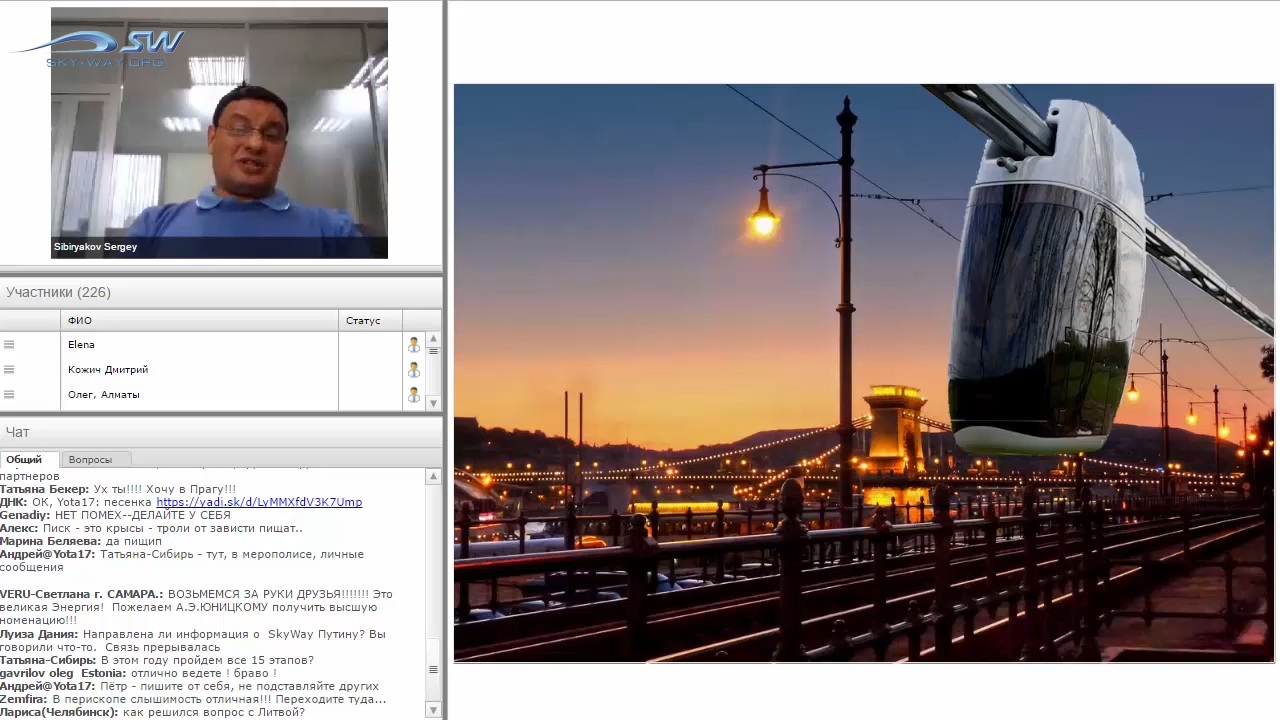 SW
SKY-WAY.ORG
Sibiryakov Sergey
Участники (226)
ФИО
Статус
Elena
Кожич Дмитрий
Олег, Алматы
Чат
Общий
Вопросы
партнеров
Татьяна Бекер: Ух ты!!!! Хочу в Прагу!!!
ДНК: OK, Yota17: песенка https://yadi.sk/d/LyMMXfdV3K7Ump
Genadiy: НЕТ ПОМЕХ--ДЕЛАЙТЕ У СЕБЯ
Алекс: Писк - это крысы - троли от зависти пищат..
Марина Беляева: да пищип
Андрей@Yota17: Татьяна-Сибирь - тут, в мерополисе, личные
сообщения
VERU-Светлана г. САМАРА.: ВОЗЬМЕМСЯ ЗА РУКИ ДРУЗЬЯ!!!!!!! Это
великая Энергия! Пожелаем А.Э.ЮНИЦКОМУ получить высшую
номенацию!!!
Луиза Дания: Направлена ли информация о SkyWay Путину? Вы
говорили что-то. Связь прерывалась
Татьяна-Сибирь: В этом году пройдем все 15 этапов?
gavrilov oleg Estonia: отлично ведете ! браво !
Андрей@Yota17: Пётр - пишите от себя, не подставляйте других
Zemfira: В перископе слышимость отличная!!! Переходите туда...
Лариса(Челябинск): как решился вопрос с Литвой?